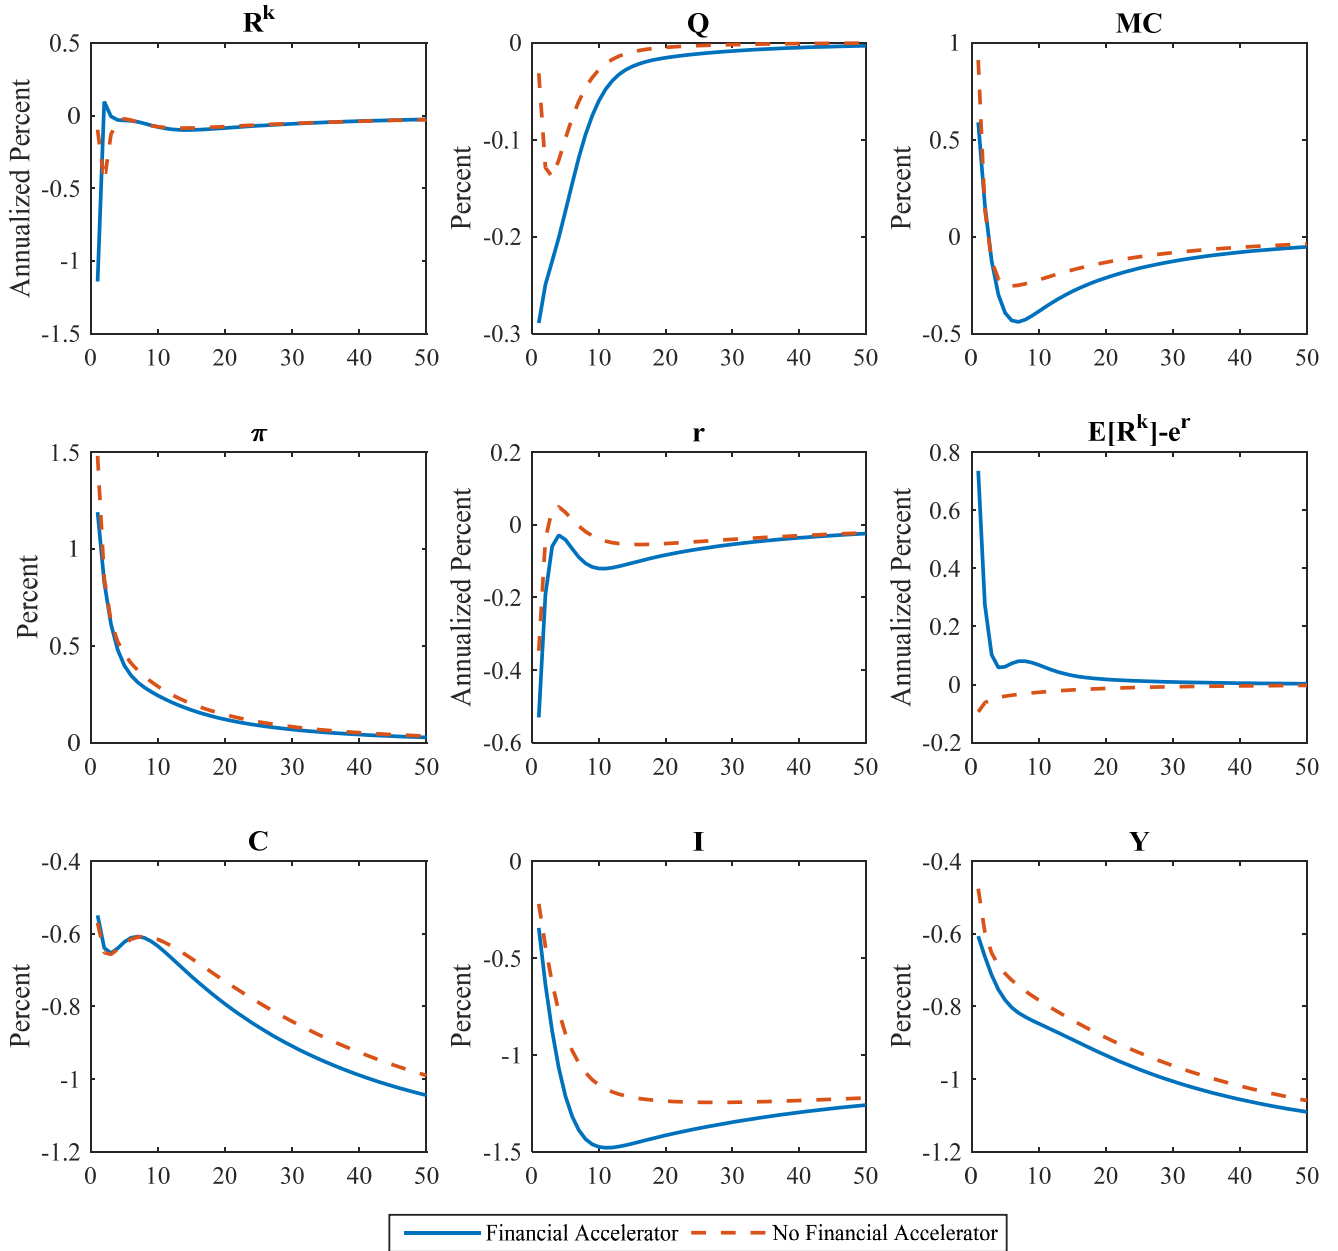 R^k
Annualized Percent
0.5
0
-0.5
-1
-1.5
0 10 20 30 40 50
Q
Percent
0
-0.1
-0.2
-0.3
0 10 20 30 40 50
MC
Percent
1
0.5
0
-0.5
0 10 20 30 40 50
π
Percent
1.5
1
0.5
0
0 10 20 30 40 50
r
Annualized Percent
0.2
0
-0.2
-0.4
-0.6
0 10 20 30 40 50
E[R^k]-e^r
Annualized Percent
0.8
0.6
0.4
0.2
0
-0.2
0 10 20 30 40 50
C
Percent
-0.4
-0.6
-0.8
-1
-1.2
0 10 20 30 40 50
I
Percent
0
-0.5
-1
-1.5
0 10 20 30 40 50
Y
Percent
-0.4
-0.6
-0.8
-1
-1.2
0 10 20 30 40 50
Financial Accelerator No Financial Accelerator